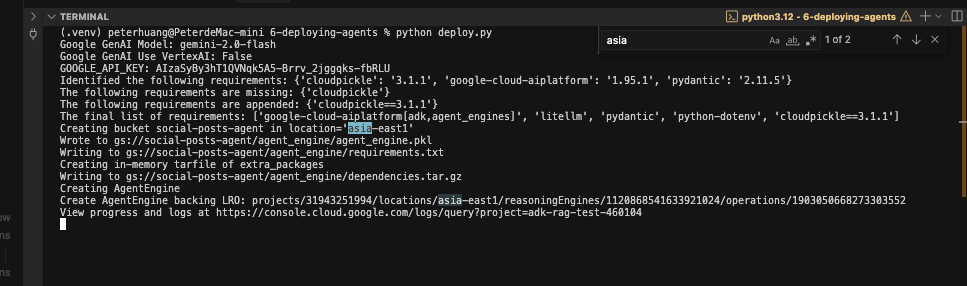 TERMINAL
python3.12 - 6-deploying-agents
asia
Aa ab .* 1 of 2
(.venv) peterhuang@PeterdeMac-mini 6-deploying-agents % python deploy.py
Google GenAI Model: gemini-2.0-flash
Google GenAI Use VertexAI: False
GOOGLE_API_KEY: AIzaSyBy3hT1QVNqk5A5-Brrv_2jggqks-fbRLU
Identified the following requirements: {'cloudpickle': '3.1.1', 'google-cloud-aiplatform': '1.95.1', 'pydantic': '2.11.5'}
The following requirements are missing: {'cloudpickle'}
The following requirements are appended: {'cloudpickle==3.1.1'}
The final list of requirements: ['google-cloud-aiplatform[adk,agent_engines]', 'litellm', 'pydantic', 'python-dotenv', 'cloudpickle==3.1.1']
Creating bucket social-posts-agent in location='asia-east1'
Wrote to gs://social-posts-agent/agent_engine/agent_engine.pkl
Writing to gs://social-posts-agent/agent_engine/requirements.txt
Creating in-memory tarfile of extra_packages
Writing to gs://social-posts-agent/agent_engine/dependencies.tar.gz
Creating AgentEngine
Create AgentEngine backing LRO: projects/31943251994/locations/asia-east1/reasoningEngines/1120868541633921024/operations/1903050668273303552
View progress and logs at https://console.cloud.google.com/logs/query?project=adk-rag-test-460104
ow
ns
ns